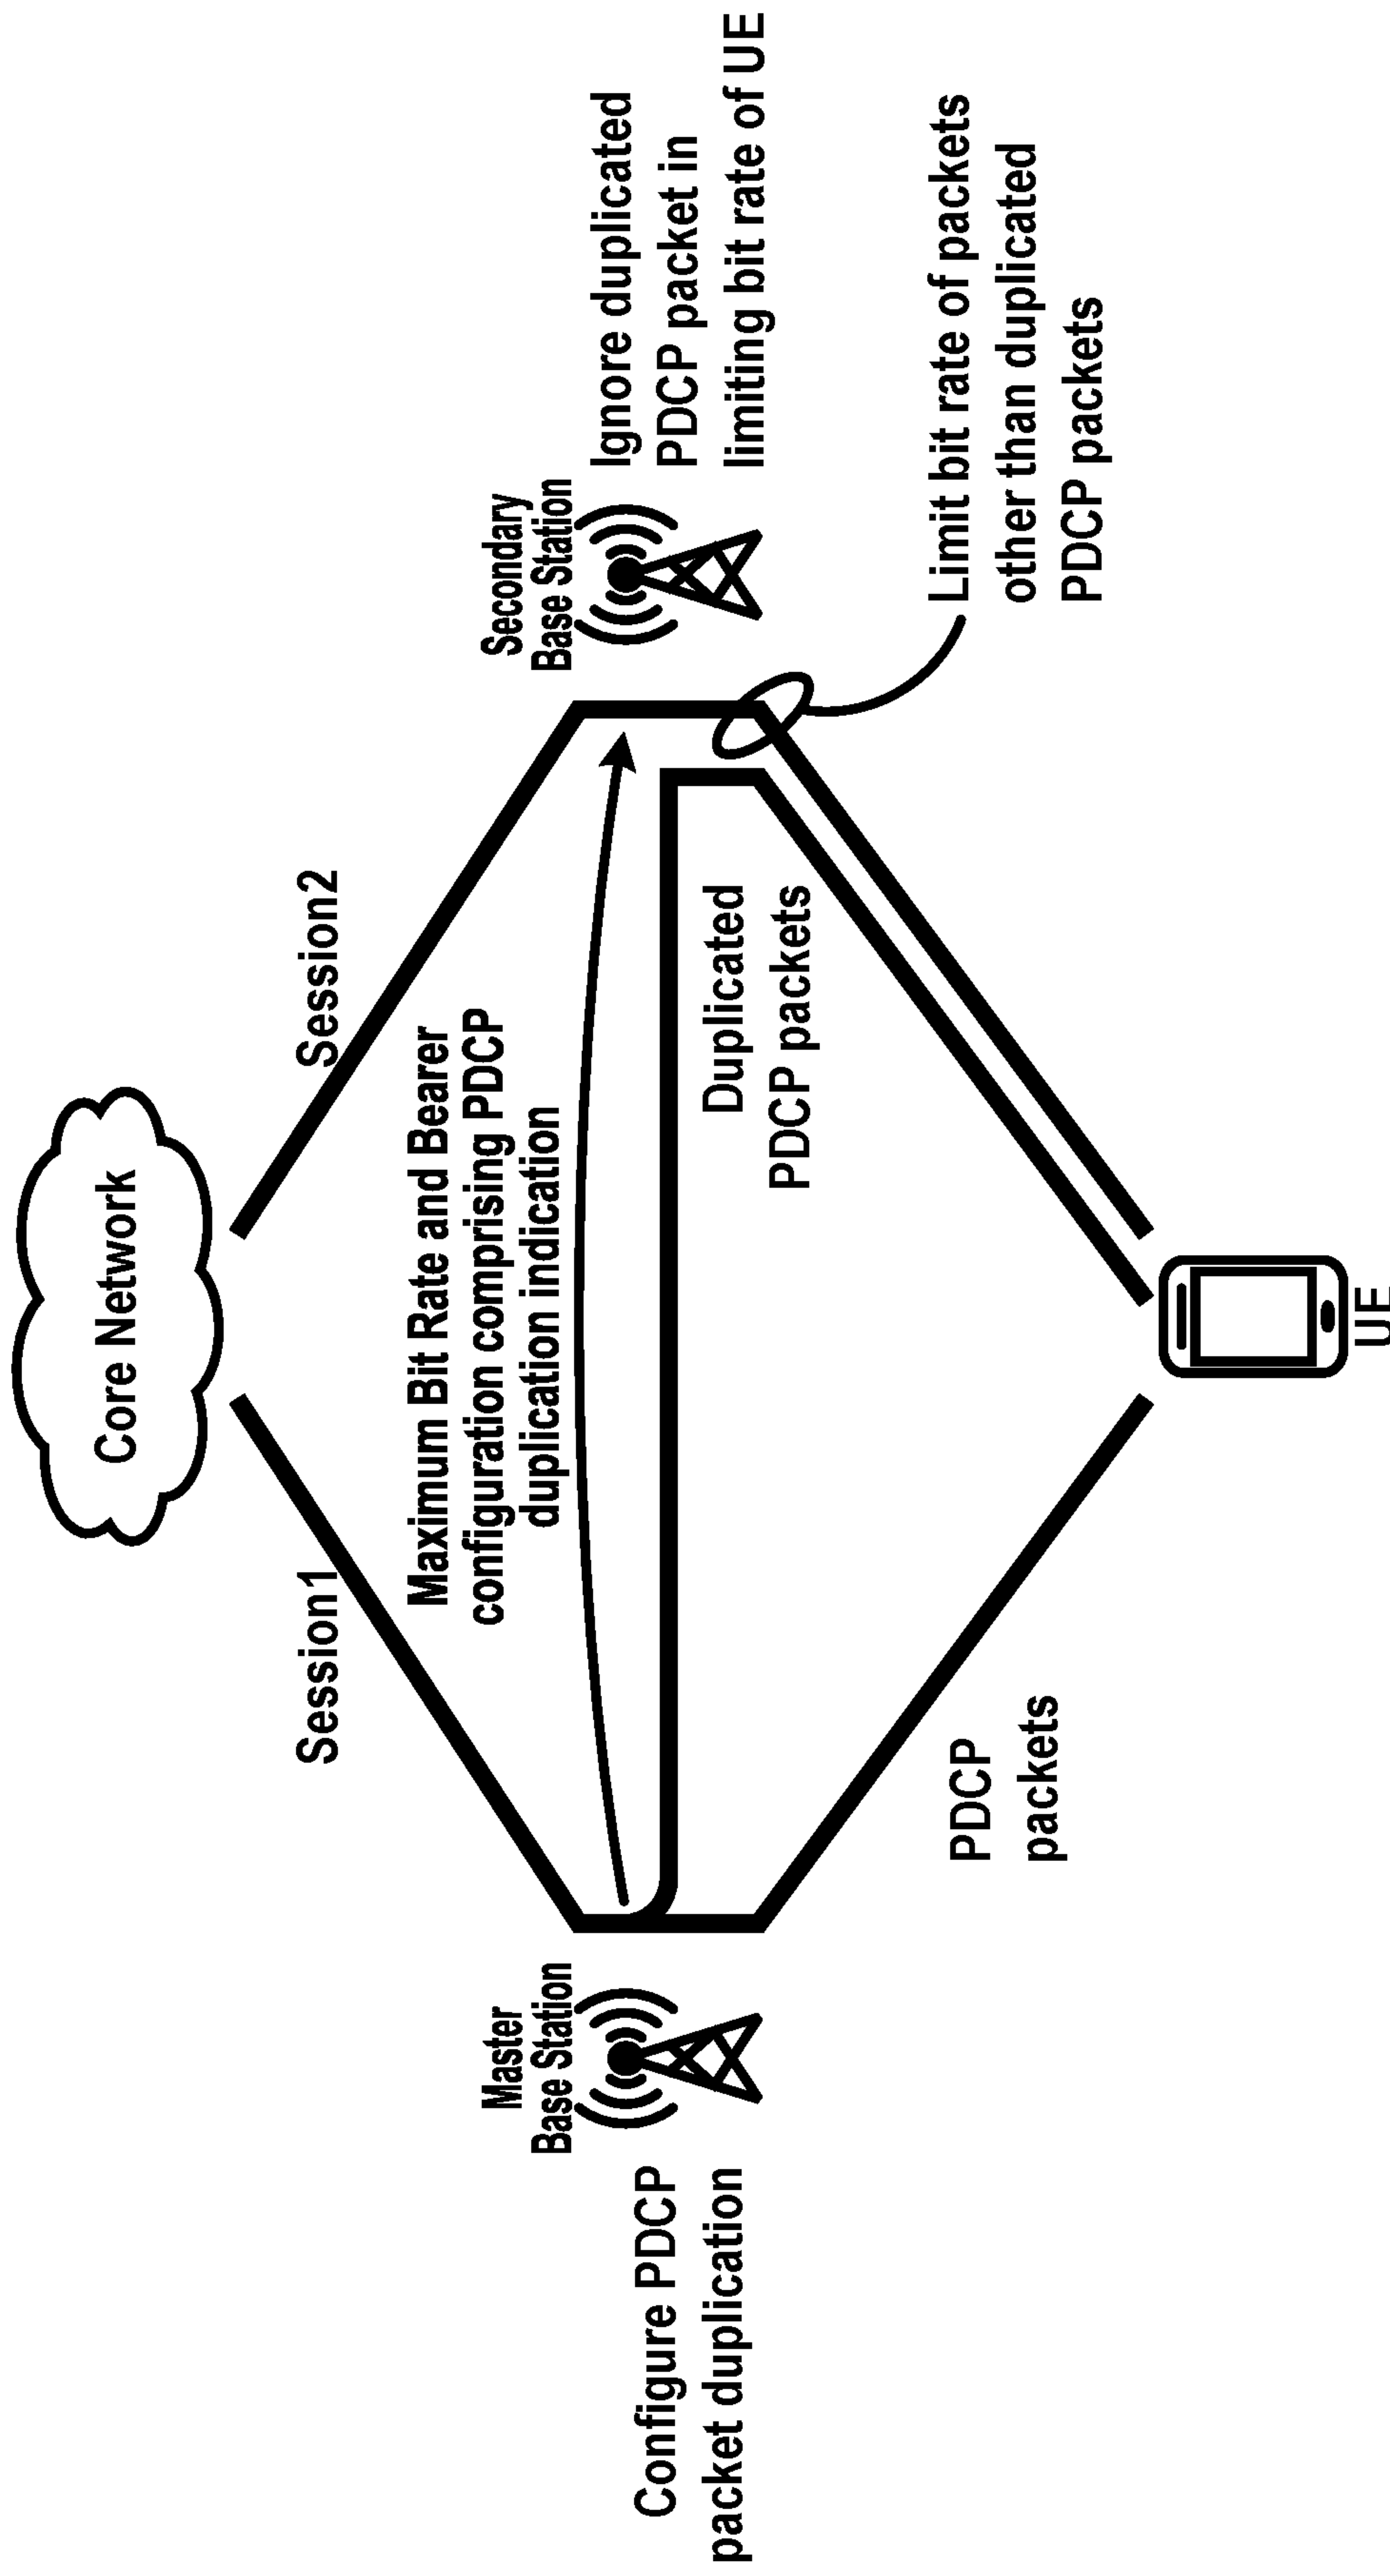 Core Network
Session1
Session2
Maximum Bit Rate and Bearer
configuration comprising PDCP
duplication indication
Master
Base Station
Secondary
Base Station
Configure PDCP
packet duplication
Ignore duplicated
PDCP packet in
limiting bit rate of UE
Duplicated
PDCP packets
PDCP
packets
Limit bit rate of packets
other than duplicated
PDCP packets
UE